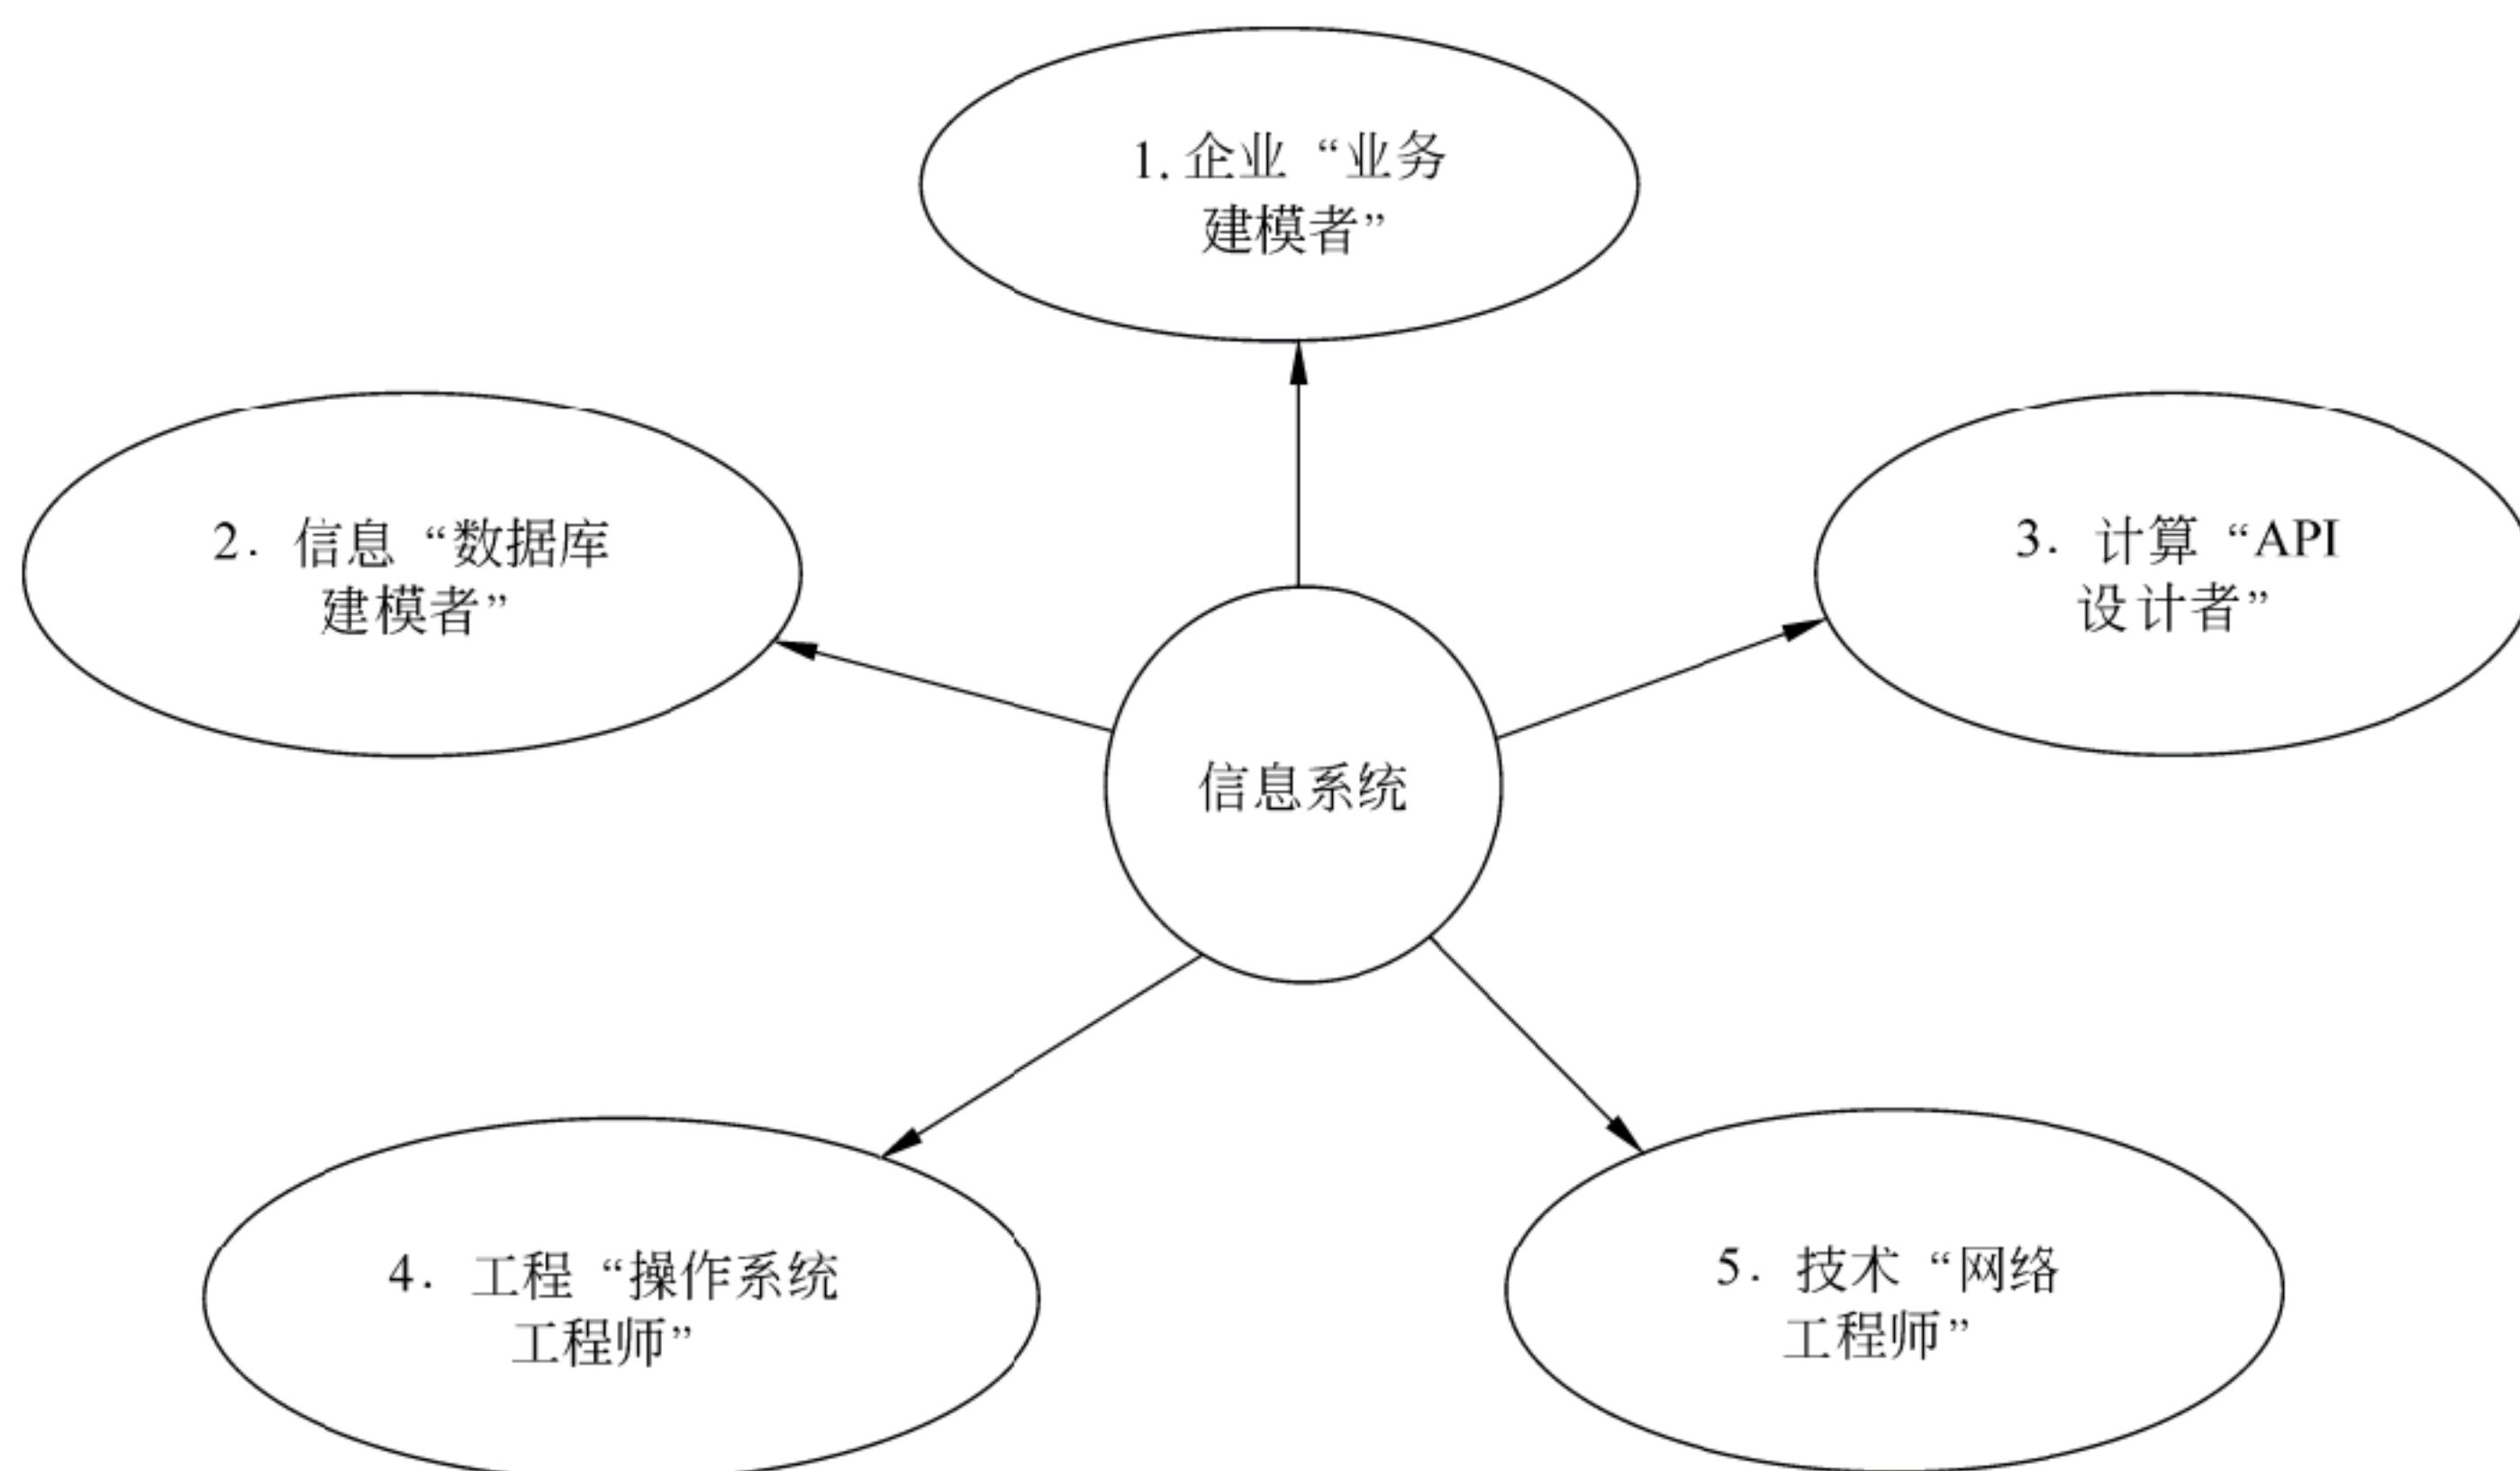 1. 企业 “业务
建模者”
2. 信息 “数据库
建模者”
3. 计算 “API
设计者”
信息系统
4. 工程 “操作系统
工程师”
5. 技术 “网络
工程师”